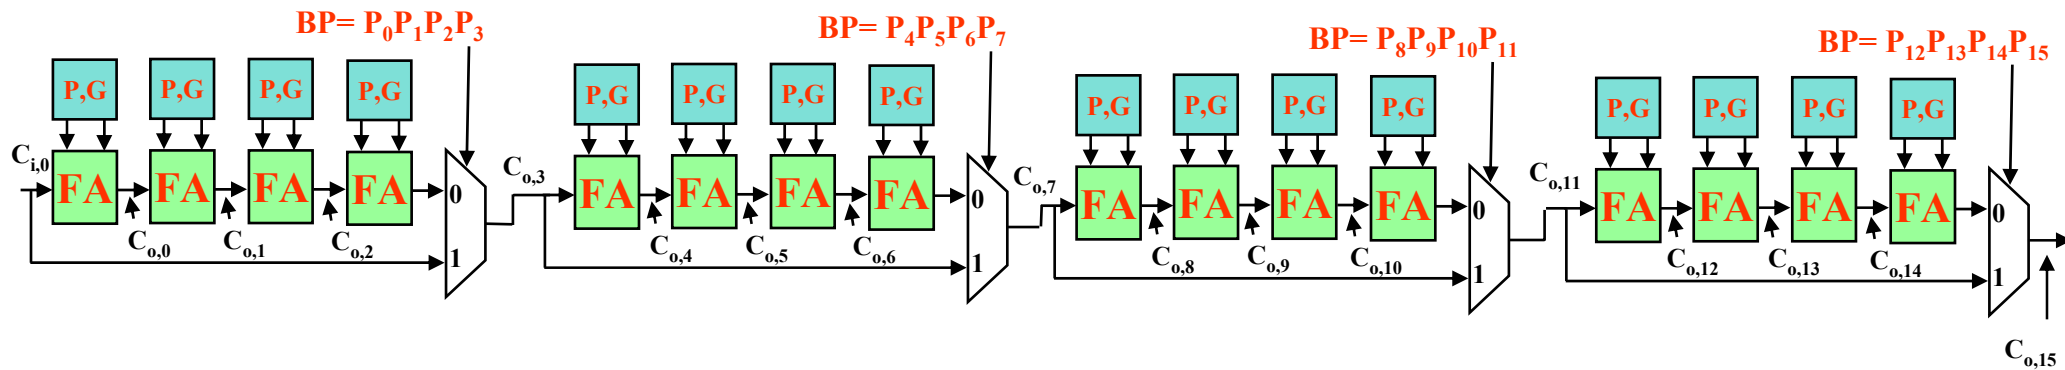 BP= P₀P₁P₂P₃
BP= P₄P₅P₆P₇
BP= P₈P₉P₁₀P₁₁
BP= P₁₂P₁₃P₁₄P₁₅
P,G P,G P,G P,G P,G P,G P,G P,G P,G P,G P,G P,G P,G P,G P,G P,G
Cᵢ,₀ Cₒ,₃ Cₒ,₇ Cₒ,₁₁
FA FA FA FA 0 FA FA FA FA 0 FA FA FA FA 0 FA FA FA FA 0
Cₒ,₀ Cₒ,₁ Cₒ,₂ 1 Cₒ,₄ Cₒ,₅ Cₒ,₆ 1 Cₒ,₈ Cₒ,₉ Cₒ,₁₀ 1 Cₒ,₁₂ Cₒ,₁₃ Cₒ,₁₄ 1
Cₒ,₁₅